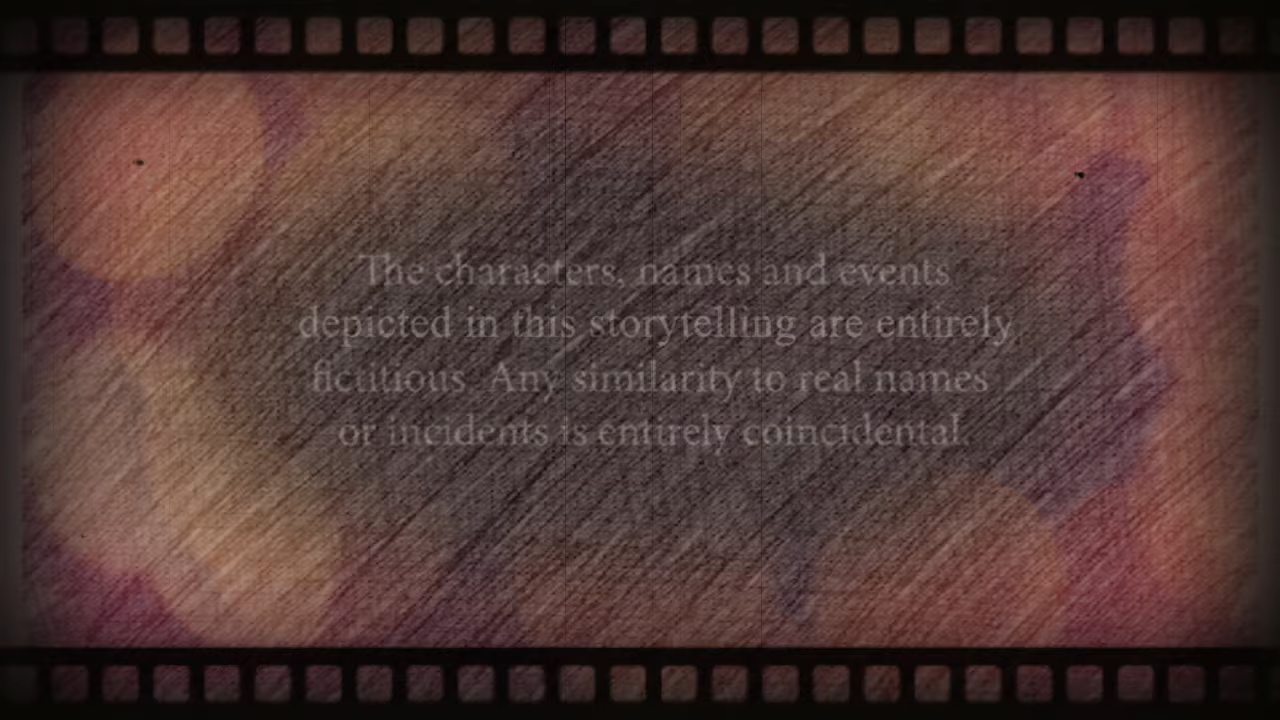 The characters, names and events
depicted in this storytelling are entirely
fictitious. Any similarity to real names
or incidents is entirely coincidental.